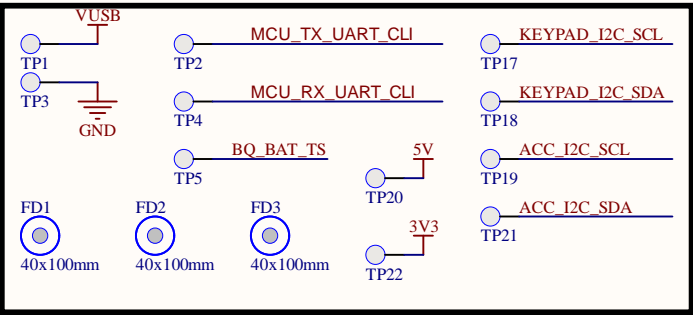 VUSB
TP1
TP3
GND
MCU_TX_UART_CLI
TP2
MCU_RX_UART_CLI
TP4
BQ_BAT_TS
TP5
5V
TP20
3V3
TP22
KEYPAD_I2C_SCL
TP17
KEYPAD_I2C_SDA
TP18
ACC_I2C_SCL
TP19
ACC_I2C_SDA
TP21
FD1
40x100mm
FD2
40x100mm
FD3
40x100mm